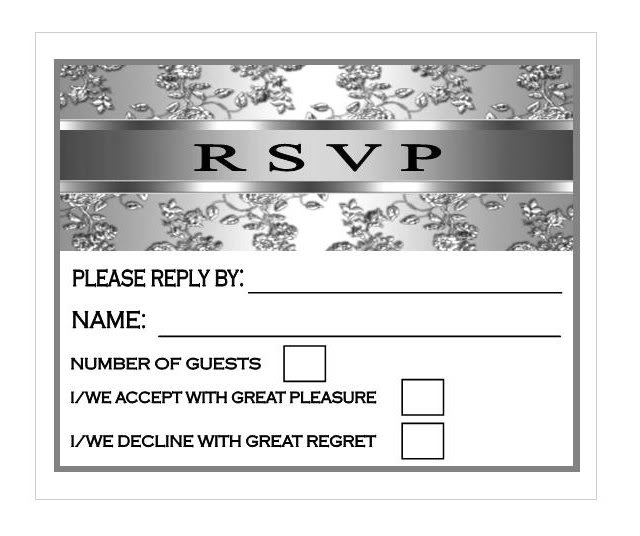 RSVP
PLEASE REPLY BY:
NAME:
NUMBER OF GUESTS
I/WE ACCEPT WITH GREAT PLEASURE
I/WE DECLINE WITH GREAT REGRET